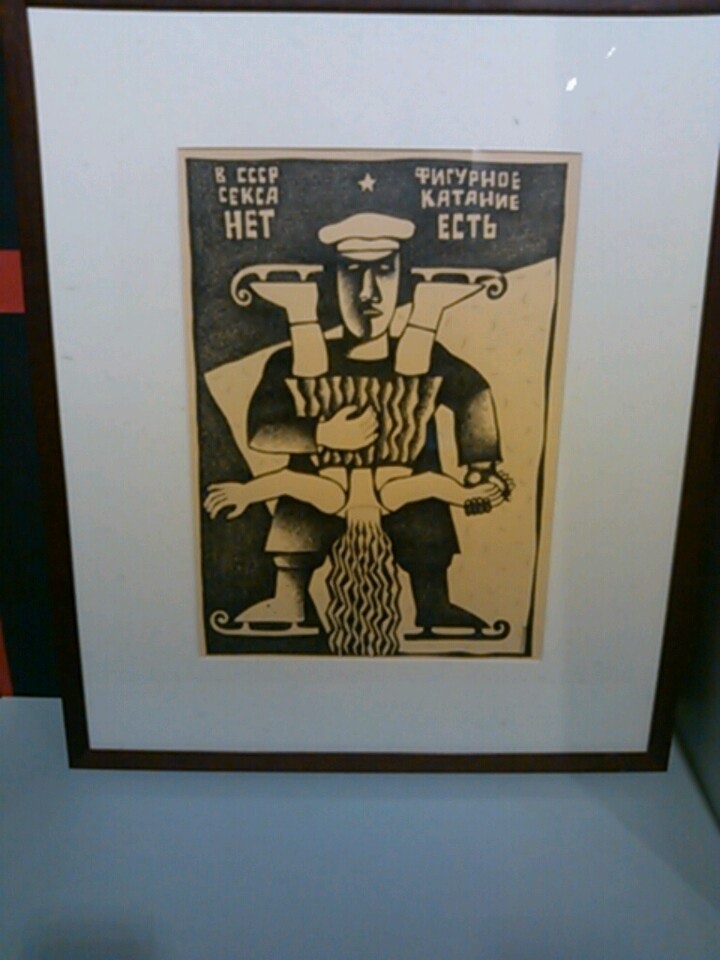 В СССР
СЕКСА
НЕТ
ФИГУРНОЕ
КАТАНИЕ
ЕСТЬ